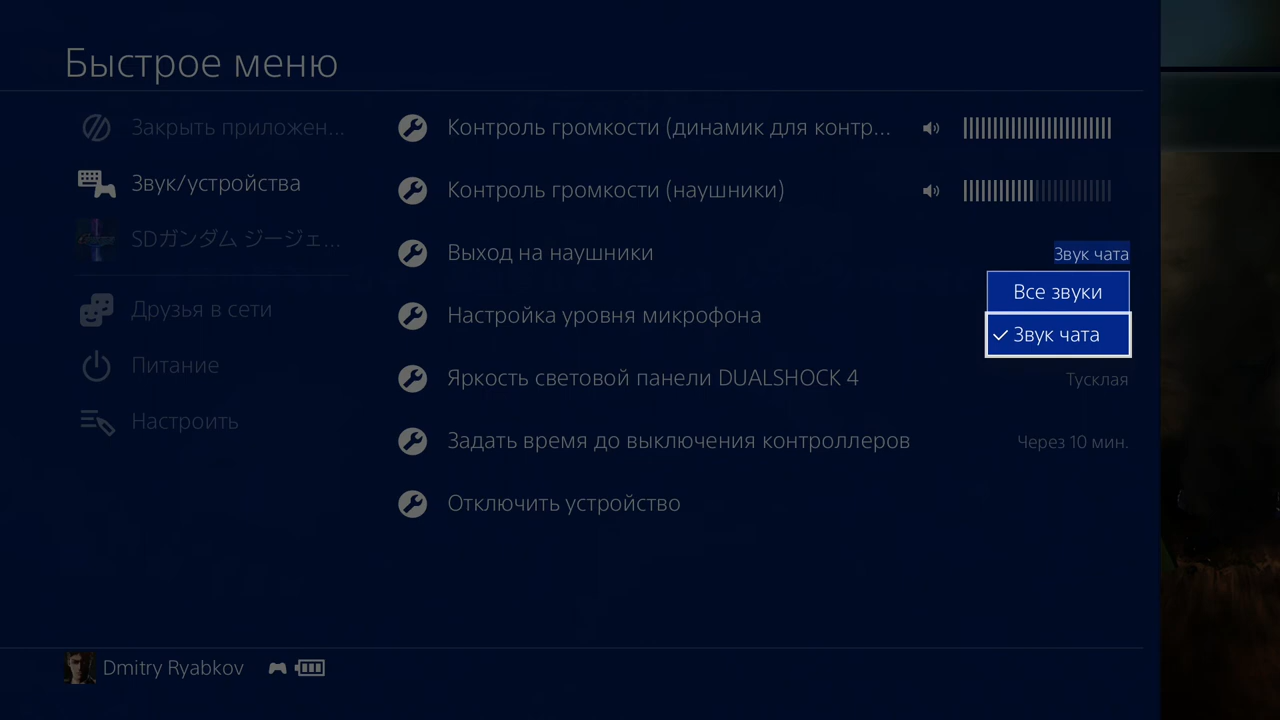 Быстрое меню
Закрыть приложен...
Звук/устройства
SDガンダム ジージェ...
Друзья в сети
Питание
Настроить
Контроль громкости (динамик для контр...
Контроль громкости (наушники)
Выход на наушники
Звук чата
Все звуки
Звук чата
Настройка уровня микрофона
Яркость световой панели DUALSHOCK 4
Тусклая
Задать время до выключения контроллеров
Через 10 мин.
Отключить устройство
Dmitry Ryabkov